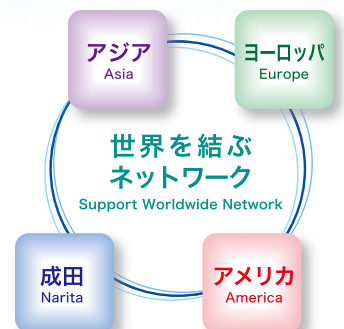 アジア
Asia
ヨーロッパ
Europe
世界を結ぶ
ネットワーク
Support Worldwide Network
成田
Narita
アメリカ
America